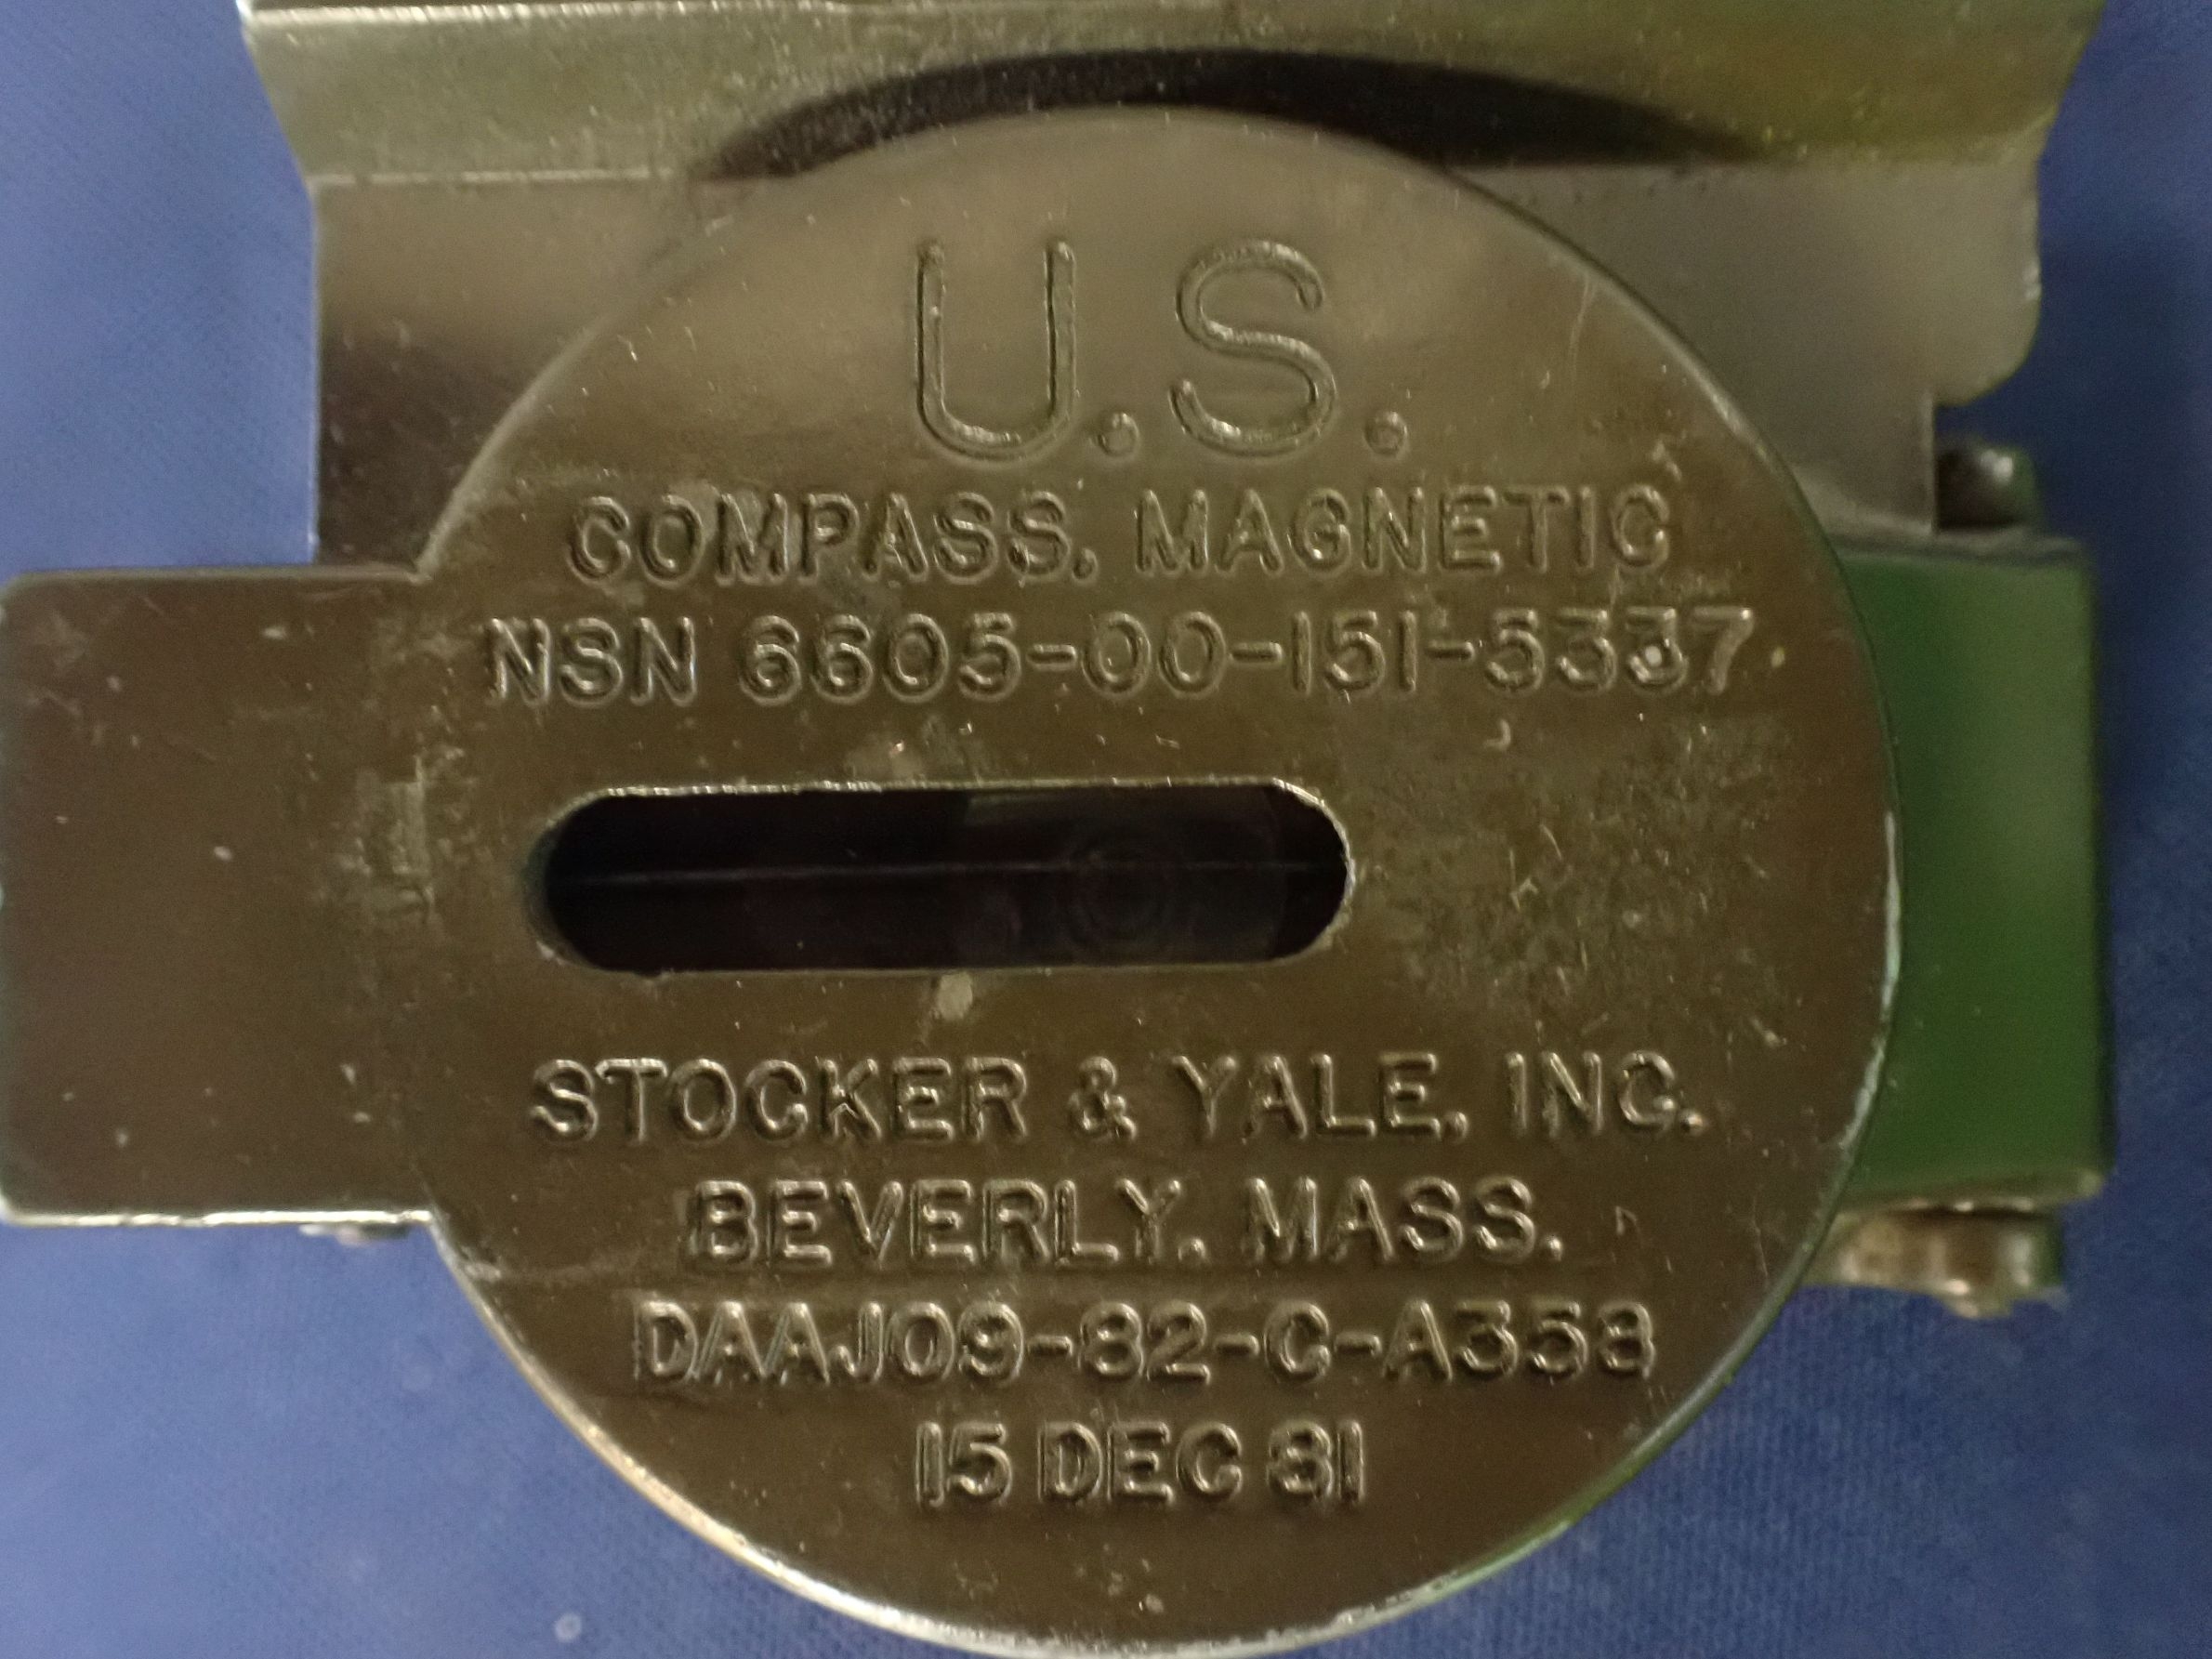 U.S.
COMPASS, MAGNETIC
NSN 6605-00-151-5337
STOCKER & YALE, INC.
BEVERLY, MASS.
DAAJ09-82-C-A358
15 DEC 81